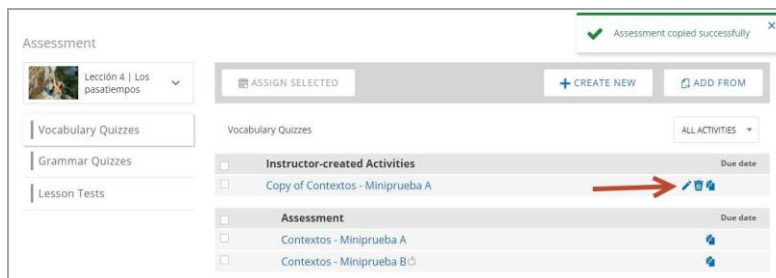 Assessment copied successfully
Assessment
Lección 4 | Los
pasatiempos
ASSIGN SELECTED
CREATE NEW
ADD FROM
Vocabulary Quizzes
Grammar Quizzes
Lesson Tests
Vocabulary Quizzes
ALL ACTIVITIES
Instructor-created Activities Due date
Copy of Contextos - Miniprueba A
Assessment Due date
Contextos - Miniprueba A
Contextos - Miniprueba B